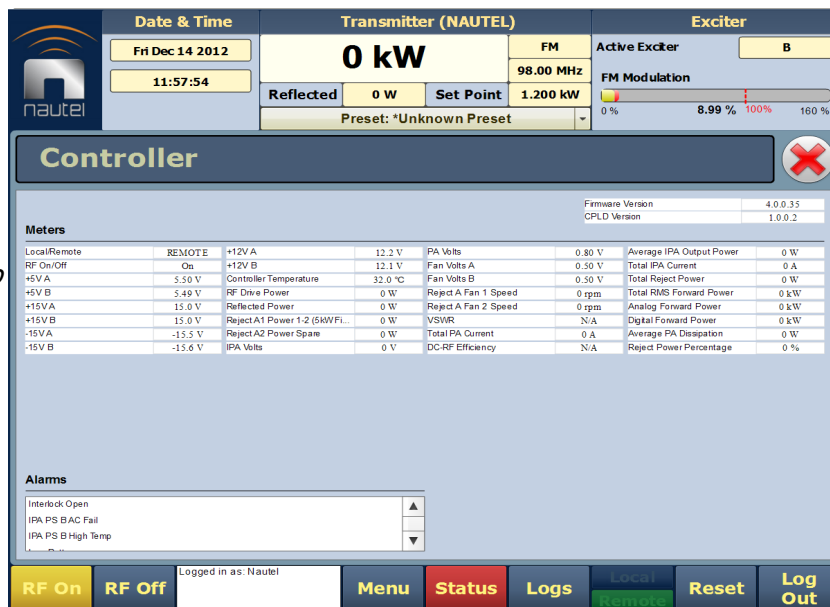 Date & Time
Transmitter (NAUTEL)
Exciter
nautel
Fri Dec 14 2012
11:57:54
0 kW
FM
98.00 MHz
Reflected 0 W Set Point 1.200 kW
Preset: *Unknown Preset
Active Exciter B
FM Modulation
0 % 8.99 % 100% 160 %
Controller
Firmware Version 4.0.0.35
CPLD Version 1.0.0.2
Meters
Local/Remote REMOTE +12V A 12.2 V PA Volts 0.80 V Average IPA Output Power 0 W
RF On/Off On +12V B 12.1 V Fan Volts A 0.50 V Total IPA Current 0 A
+5V A 5.50 V Controller Temperature 32.0 °C Fan Volts B 0.50 V Total Reject Power 0 W
+5V B 5.49 V RF Drive Power 0 W Reject A Fan 1 Speed 0 rpm Total RMS Forward Power 0 kW
+15V A 15.0 V Reflected Power 0 W Reject A Fan 2 Speed 0 rpm Analog Forward Power 0 kW
+15V B 15.0 V Reject A1 Power 1-2 (5kW Fi... 0 W VSWR N/A Digital Forward Power 0 kW
-15V A -15.5 V Reject A2 Power Spare 0 W Total PA Current 0 A Average PA Dissipation 0 W
-15V B -15.6 V IPA Volts 0 V DC-RF Efficiency N/A Reject Power Percentage 0 %
Alarms
Interlock Open
IPA PS B AC Fail
IPA PS B High Temp
RF On
RF Off
Logged in as: Nautel
Menu
Status
Logs
Local
Remote
Reset
Log Out